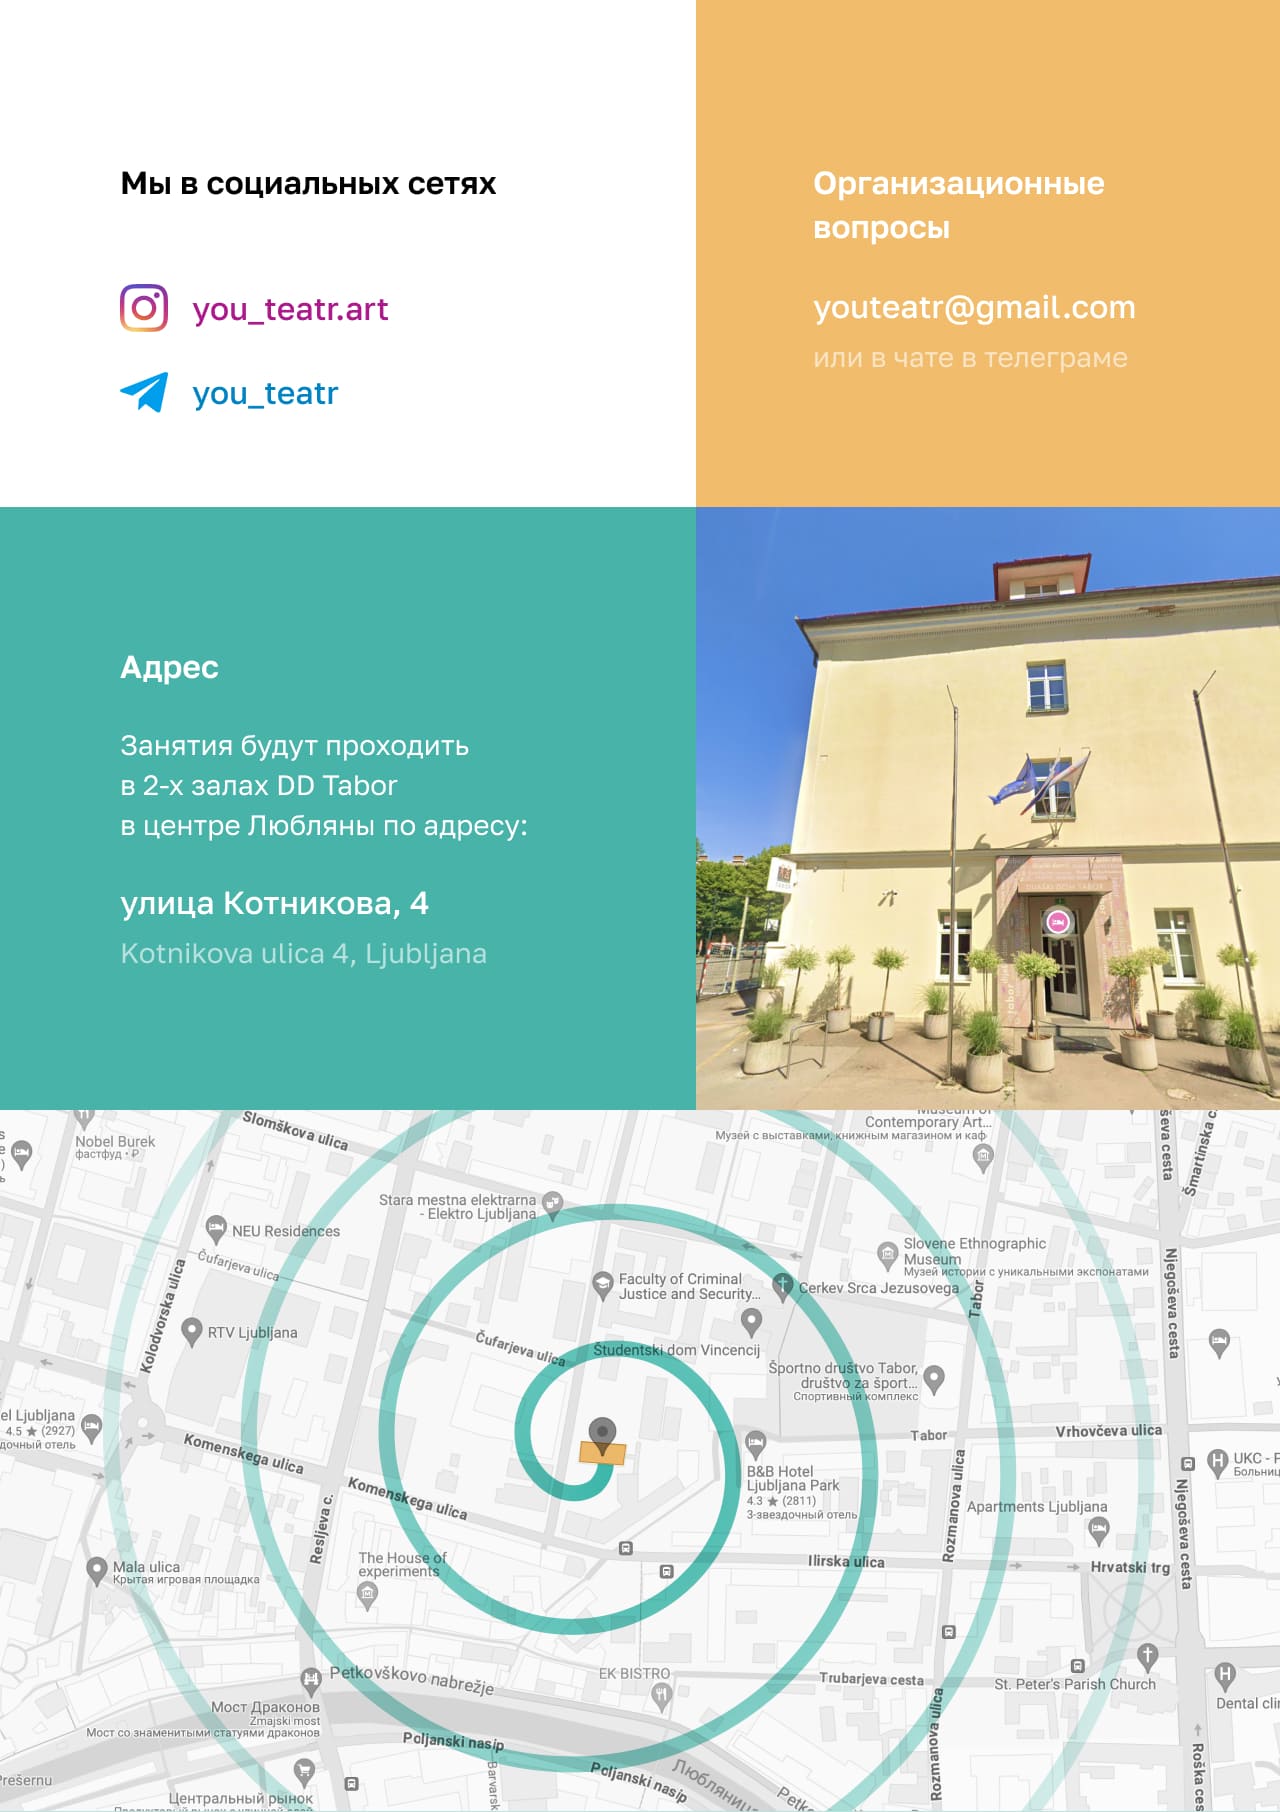 Мы в социальных сетях
you_teatr.art
you_teatr
Организационные
вопросы
youteatr@gmail.com
или в чате в телеграме
Адрес
Занятия будут проходить
в 2-х залах DD Tabor
в центре Любляны по адресу:
улица Котникова, 4
Kotnikova ulica 4, Ljubljana
DIJAŠKI DOM TABOR
tabor
Slomškova ulica
Nobel Burek
фастфуд • ₽
Museum of
Contemporary Art...
Музей с выставками, книжным магазином и каф
Njegoševa cesta
Šmartinska c.
Stara mestna elektrarna
- Elektro Ljubljana
NEU Residences
Čufarjeva ulica
Slovene Ethnographic
Museum
Музей истории с уникальными экспонатами
Faculty of Criminal
Justice and Security...
Cerkev Srca Jezusovega
Tabor
Njegoševa cesta
Kolodvorska ulica
RTV Ljubljana
Čufarjeva ulica
Študentski dom Vincencij
Športno društvo Tabor,
društvo za šport...
Спортивный комплекс
el Ljubljana
4.5 ★ (2927)
дочный отель
Komenskega ulica
Tabor
Vrhovčeva ulica
UKC - P
Больниц
B&B Hotel
Ljubljana Park
4.3 ★ (2811)
3-звездочный отель
Komenskega ulica
Resljeva c.
Rozmanova ulica
Apartments Ljubljana
Njegoševa cesta
The House of
experiments
Ilirska ulica
Hrvatski trg
Mala ulica
Крытая игровая площадка
Petkovškovo nabrežje
EK BISTRO
Trubarjeva cesta
St. Peter's Parish Church
Мост Драконов
Zmajski most
Мост со знаменитыми статуями драконов
Dental clin
Rozmanova ulica
Poljanski nasip
Poljanski nasip
Roška ces
Prešernu
Центральный рынок
Barvarsk
Любляница
Petk